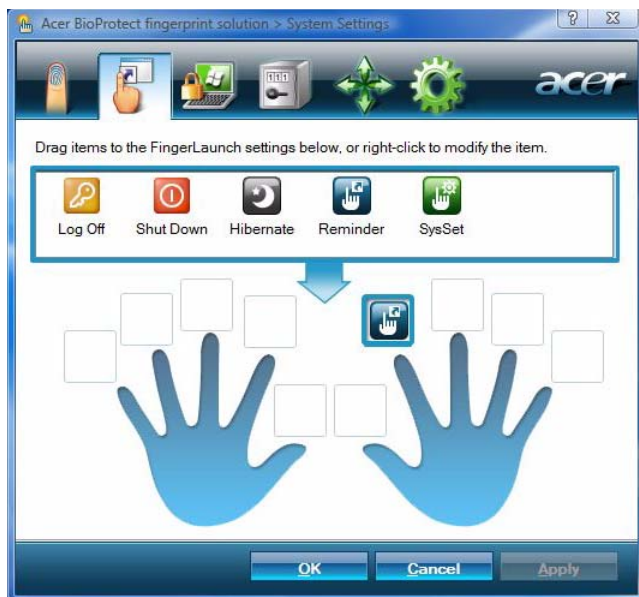 Acer BioProtect fingerprint solution > System Settings
acer
Drag items to the FingerLaunch settings below, or right-click to modify the item.
Log Off Shut Down Hibernate Reminder SysSet
OK Cancel Apply